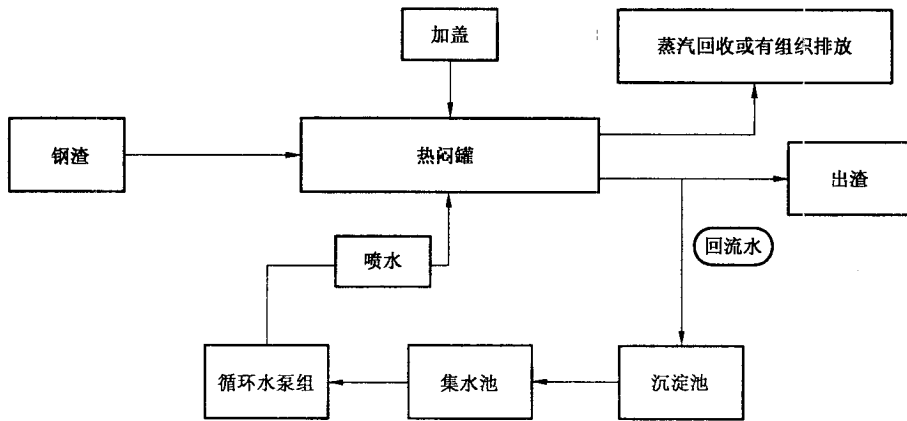 加盖
蒸汽回收或有组织排放
钢渣
热闷罐
出渣
回流水
喷水
循环水泵组
集水池
沉淀池